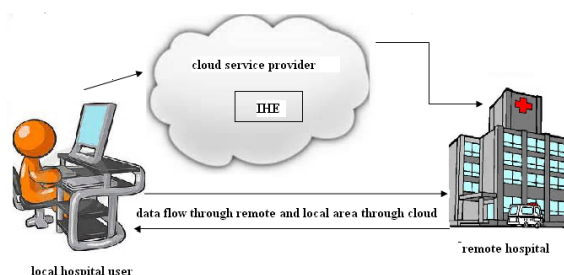 cloud service provider
IHE
data flow through remote and local area through cloud
remote hospital
local hospital user